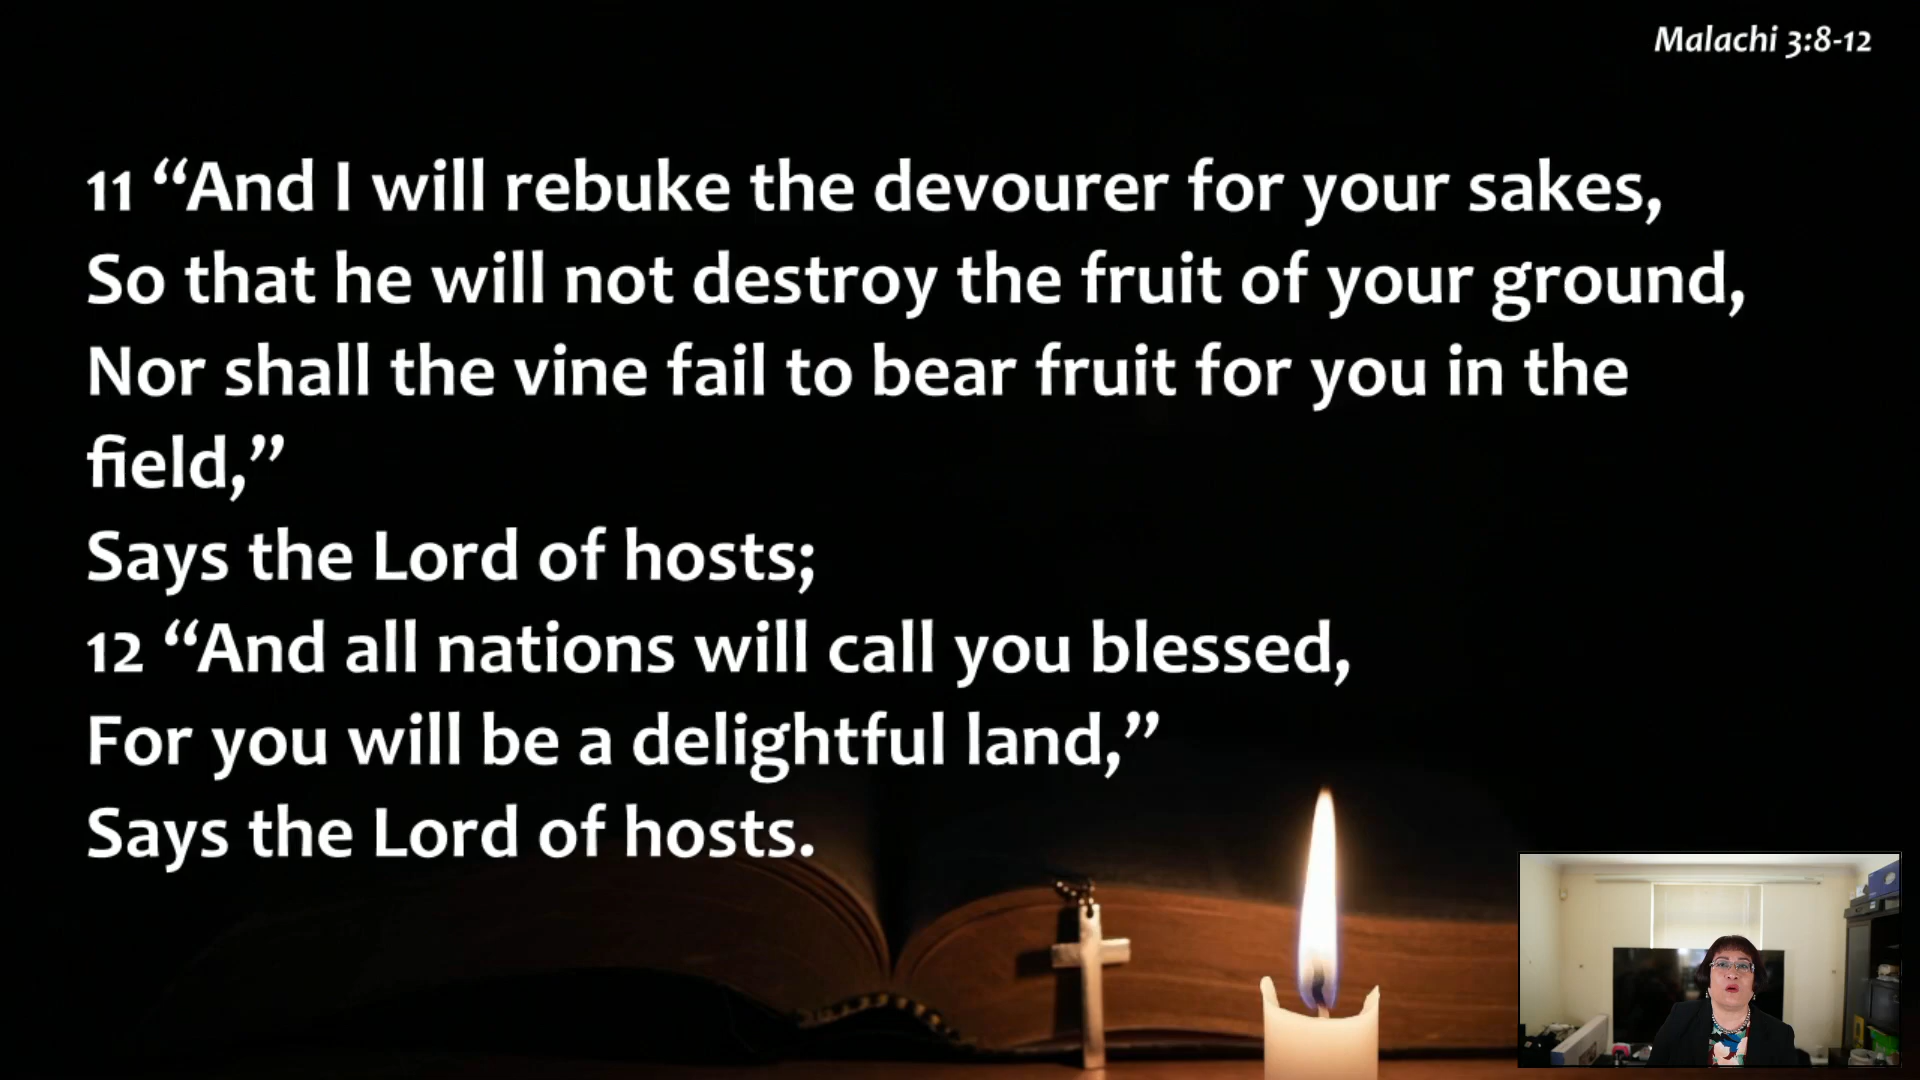 Malachi 3:8-12
11 “And I will rebuke the devourer for your sakes,
So that he will not destroy the fruit of your ground,
Nor shall the vine fail to bear fruit for you in the
field,”
Says the Lord of hosts;
12 “And all nations will call you blessed,
For you will be a delightful land,”
Says the Lord of hosts.